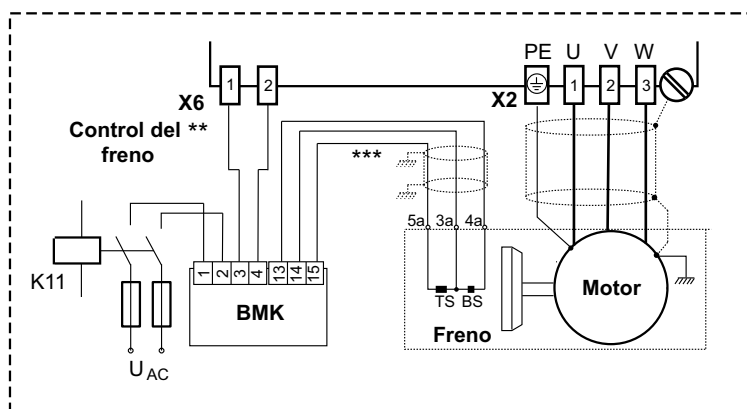 PE U V W
1 2 1 2 3
X6 X2
Control del **
freno
***
5a 3a 4a
K11
1 2 3 4 13 14 15
BMK
TS BS
Motor
Freno
UAC